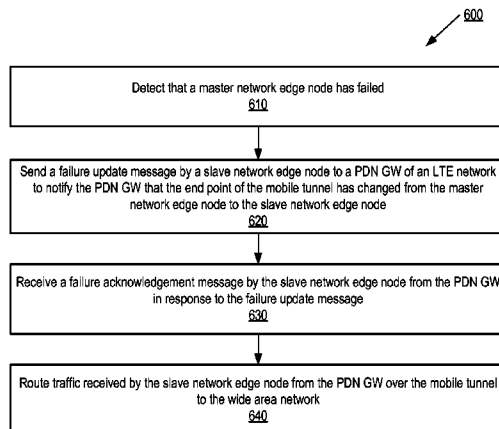 600
Detect that a master network edge node has failed
610
Send a failure update message by a slave network edge node to a PDN GW of an LTE network
to notify the PDN GW that the end point of the mobile tunnel has changed from the master
network edge node to the slave network edge node
620
Receive a failure acknowledgement message by the slave network edge node from the PDN GW
in response to the failure update message
630
Route traffic received by the slave network edge node from the PDN GW over the mobile tunnel
to the wide area network
640